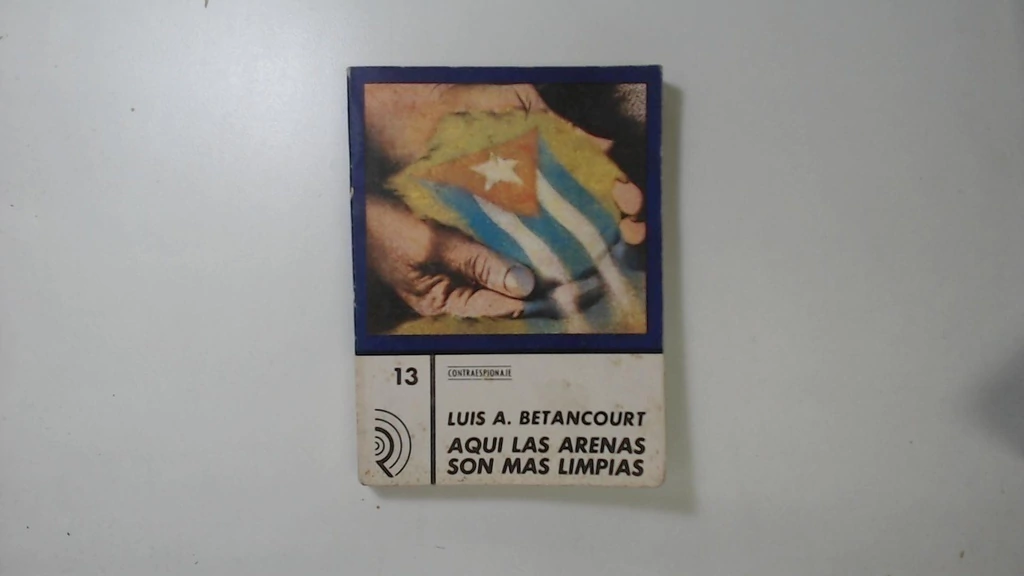 13
CONTRAESPIONAJE
LUIS A. BETANCOURT
AQUI LAS ARENAS
SON MAS LIMPIAS